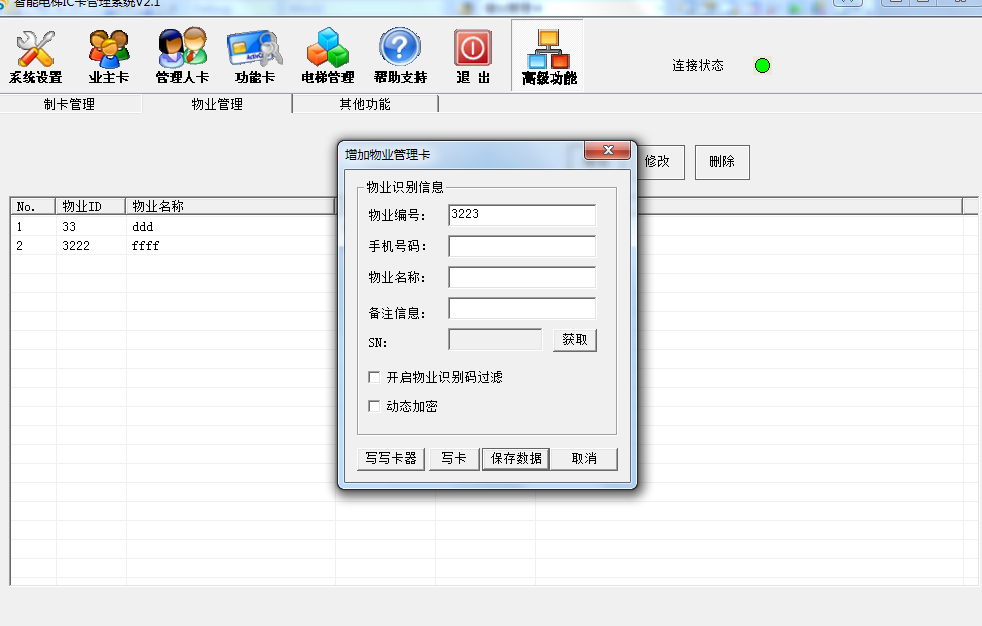 智能电梯IC卡管理系统V2.1
系统设置 业主卡 管理人卡 功能卡 电梯管理 帮助支持 退 出 高级功能 连接状态
制卡管理 物业管理 其他功能
修改 删除
No. 物业ID 物业名称
1 33 ddd
2 3222 ffff
增加物业管理卡
物业识别信息
物业编号: 3223
手机号码:
物业名称:
备注信息:
SN: 获取
开启物业识别码过滤
动态加密
写写卡器 写卡 保存数据 取消